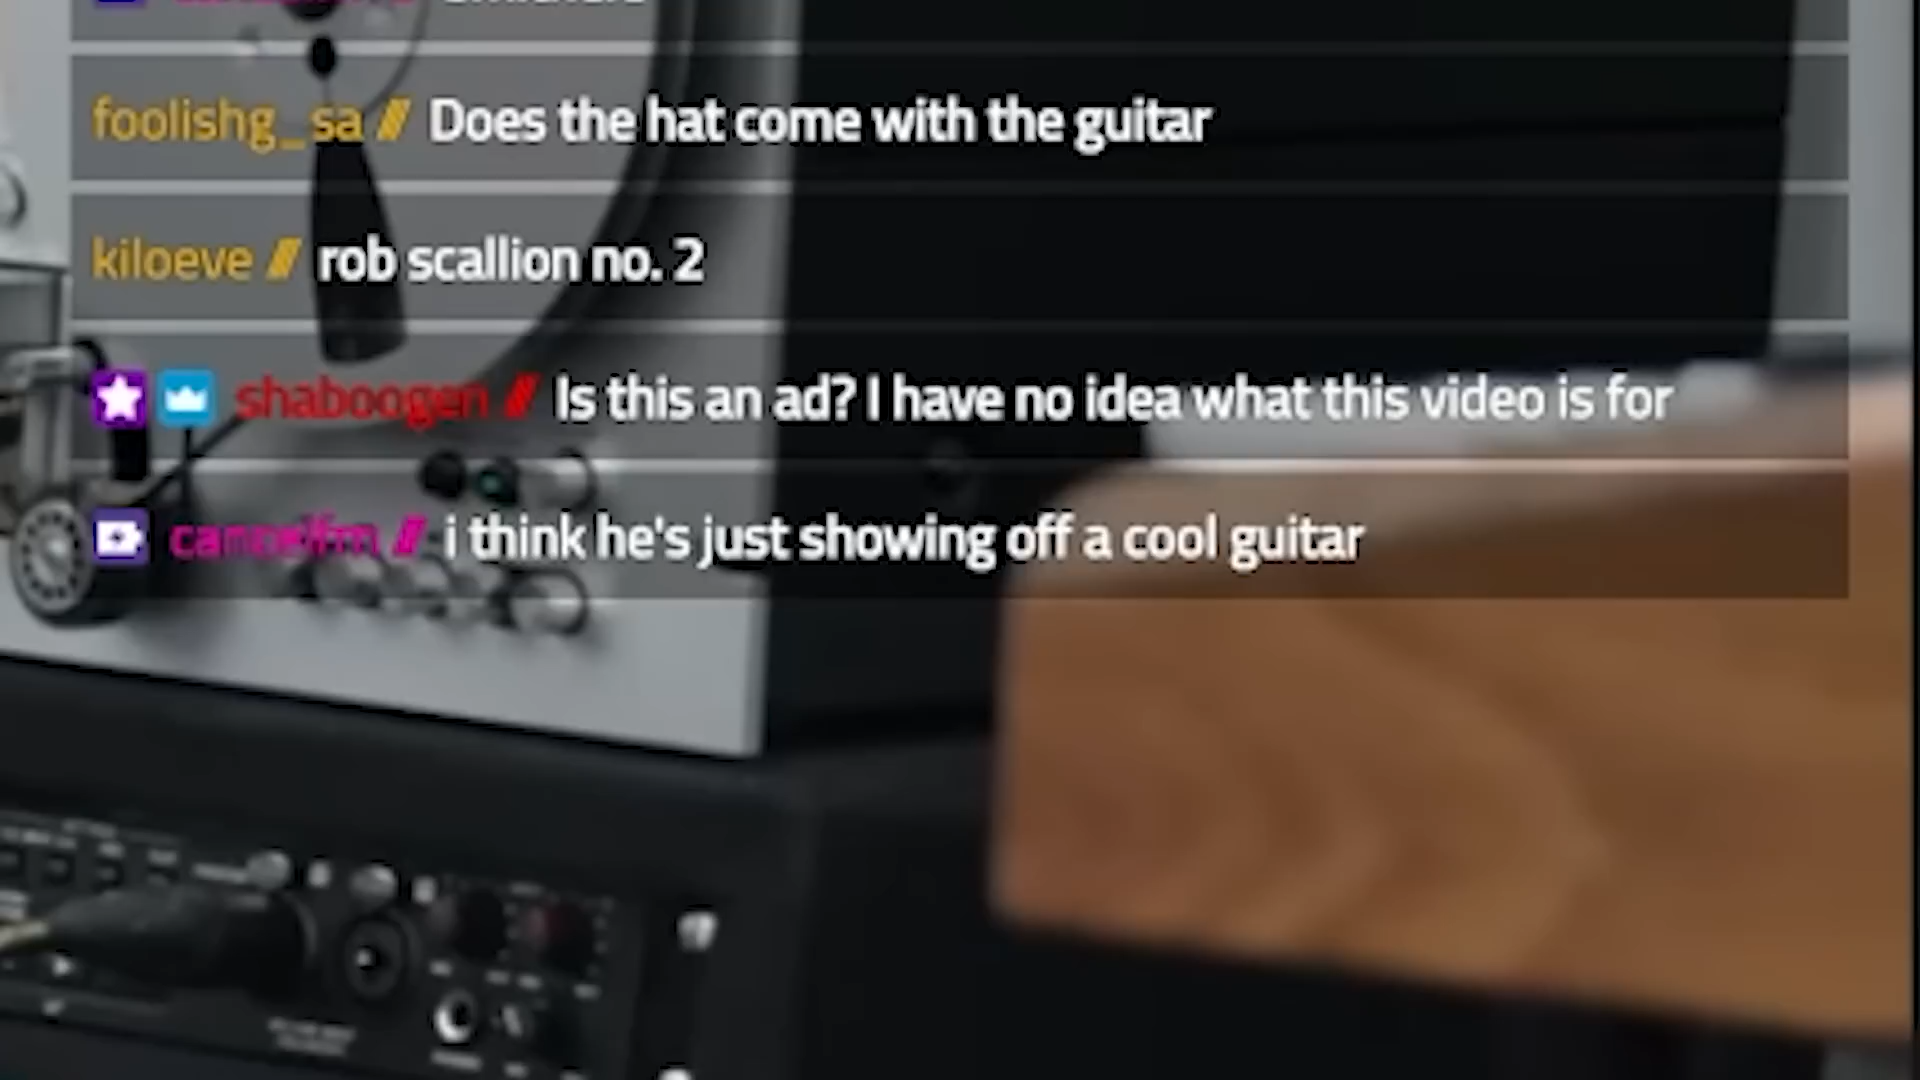 foolishg_sa // Does the hat come with the guitar
kiloeve // rob scallion no. 2
shaboogen // Is this an ad? I have no idea what this video is for
cancelfm // i think he's just showing off a cool guitar